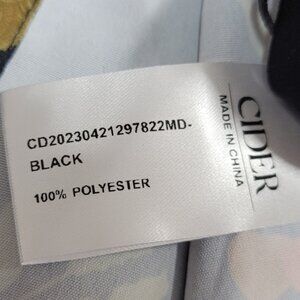 CD20230421297822MD-
BLACK
100% POLYESTER
CIDER
MADE IN CHINA